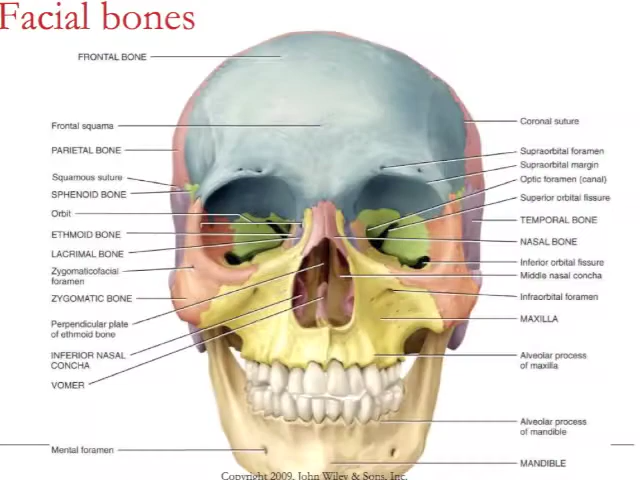 Facial bones
FRONTAL BONE
Frontal squama
PARIETAL BONE
Squamous suture
SPHENOID BONE
Orbit
ETHMOID BONE
LACRIMAL BONE
Zygomaticofacial
foramen
ZYGOMATIC BONE
Perpendicular plate
of ethmoid bone
INFERIOR NASAL
CONCHA
VOMER
Mental foramen
Coronal suture
Supraorbital foramen
Supraorbital margin
Optic foramen (canal)
Superior orbital fissure
TEMPORAL BONE
NASAL BONE
Inferior orbital fissure
Middle nasal concha
Infraorbital foramen
MAXILLA
Alveolar process
of maxilla
Alveolar process
of mandible
MANDIBLE
Copyright 2009, John Wiley & Sons, Inc.